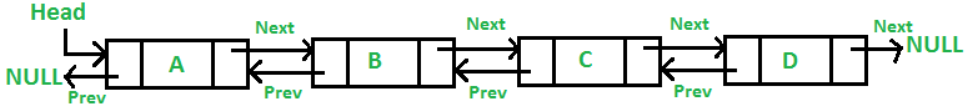 Head
Next Next Next Next
NULL A B C D NULL
Prev Prev Prev Prev